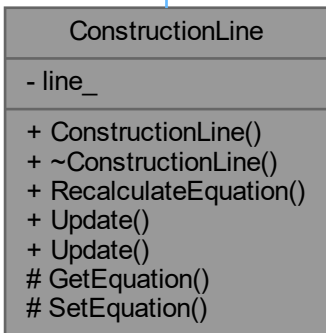 ConstructionLine
- line_
+ ConstructionLine()
+ ~ConstructionLine()
+ RecalculateEquation()
+ Update()
+ Update()
# GetEquation()
# SetEquation()